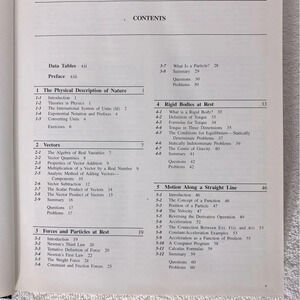 CONTENTS
Data Tables xiii
Preface xiii
1 The Physical Description of Nature 1
1-1 Introduction 1
1-2 Theories in Physics 1
1-3 The International System of Units (SI) 2
1-4 Exponential Notation and Prefixes 4
1-5 Converting Units 4
Exercises 6
2 Vectors 7
2-1 The Algebra of Real Variables 7
2-2 Vector Quantities 8
2-3 Properties of Vector Addition 9
2-4 Multiplication of a Vector by a Real Number 9
2-5 Analytic Method of Adding Vectors—
Components 10
2-6 Vector Subtraction 12
2-7 The Scalar Product of Vectors
2-8 The Vector Product of Vectors
2-9 Summary
Questions 17
Problems 17
3 Forces and Particles at Rest 19
3-1 Introduction 19
3-2 Newton's Third Law 20
3-3 Tentative Definition of Force 20
3-4 Newton's First Law 22
3-5 The Weight Force 24
3-6 Constraint and Friction Forces 25
3-7 What Is a Particle? 28
3-8 Summary 29
Questions 30
Problems 30
4 Rigid Bodies at Rest 33
4-1 What is a Rigid Body?
4-2 Definition of Torque
4-3 Formulas for Torque 34
4-4 Torque in Three Dimensions 35
4-5 The Conditions for Equilibrium—Statically
Determinate Problems 37
4-6 Statically Indeterminate Problems 39
4-7 The Center of Gravity 40
4-8 Summary 41
Questions 42
Problems 42
5 Motion Along a Straight Line 46
5-1 Introduction 46
5-2 The Concept of a Function 46
5-3 Position of a Particle 47
5-4 The Velocity 47
5-5 Reversing the Derivative Operation 49
5-6 Acceleration 52
5-7 The Connection Between
5-8 Constant-Acceleration Examples 53
5-9 Acceleration as a Function of Position 55
5-10 A Computer Program 58
5-11 Calculus Formulas 59
5-12 Summary 59
Questions 60
Problems 60